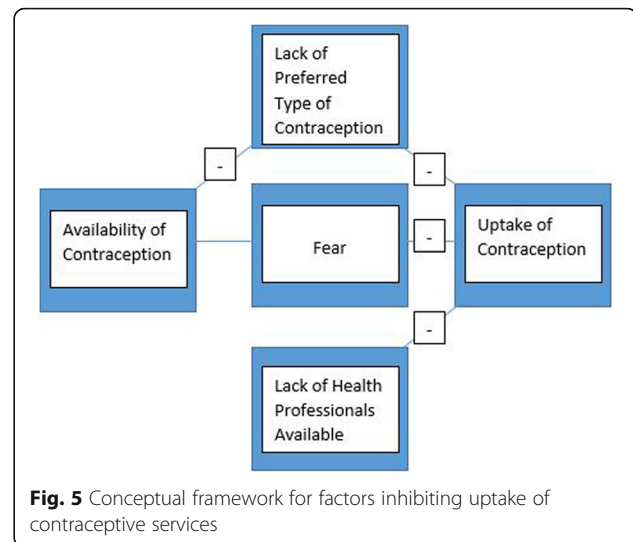 Lack of
Preferred
Type of
Contraception
-
-
Availability of
Contraception
Fear
-
Uptake of
Contraception
-
Lack of Health
Professionals
Available
Fig. 5 Conceptual framework for factors inhibiting uptake of
contraceptive services